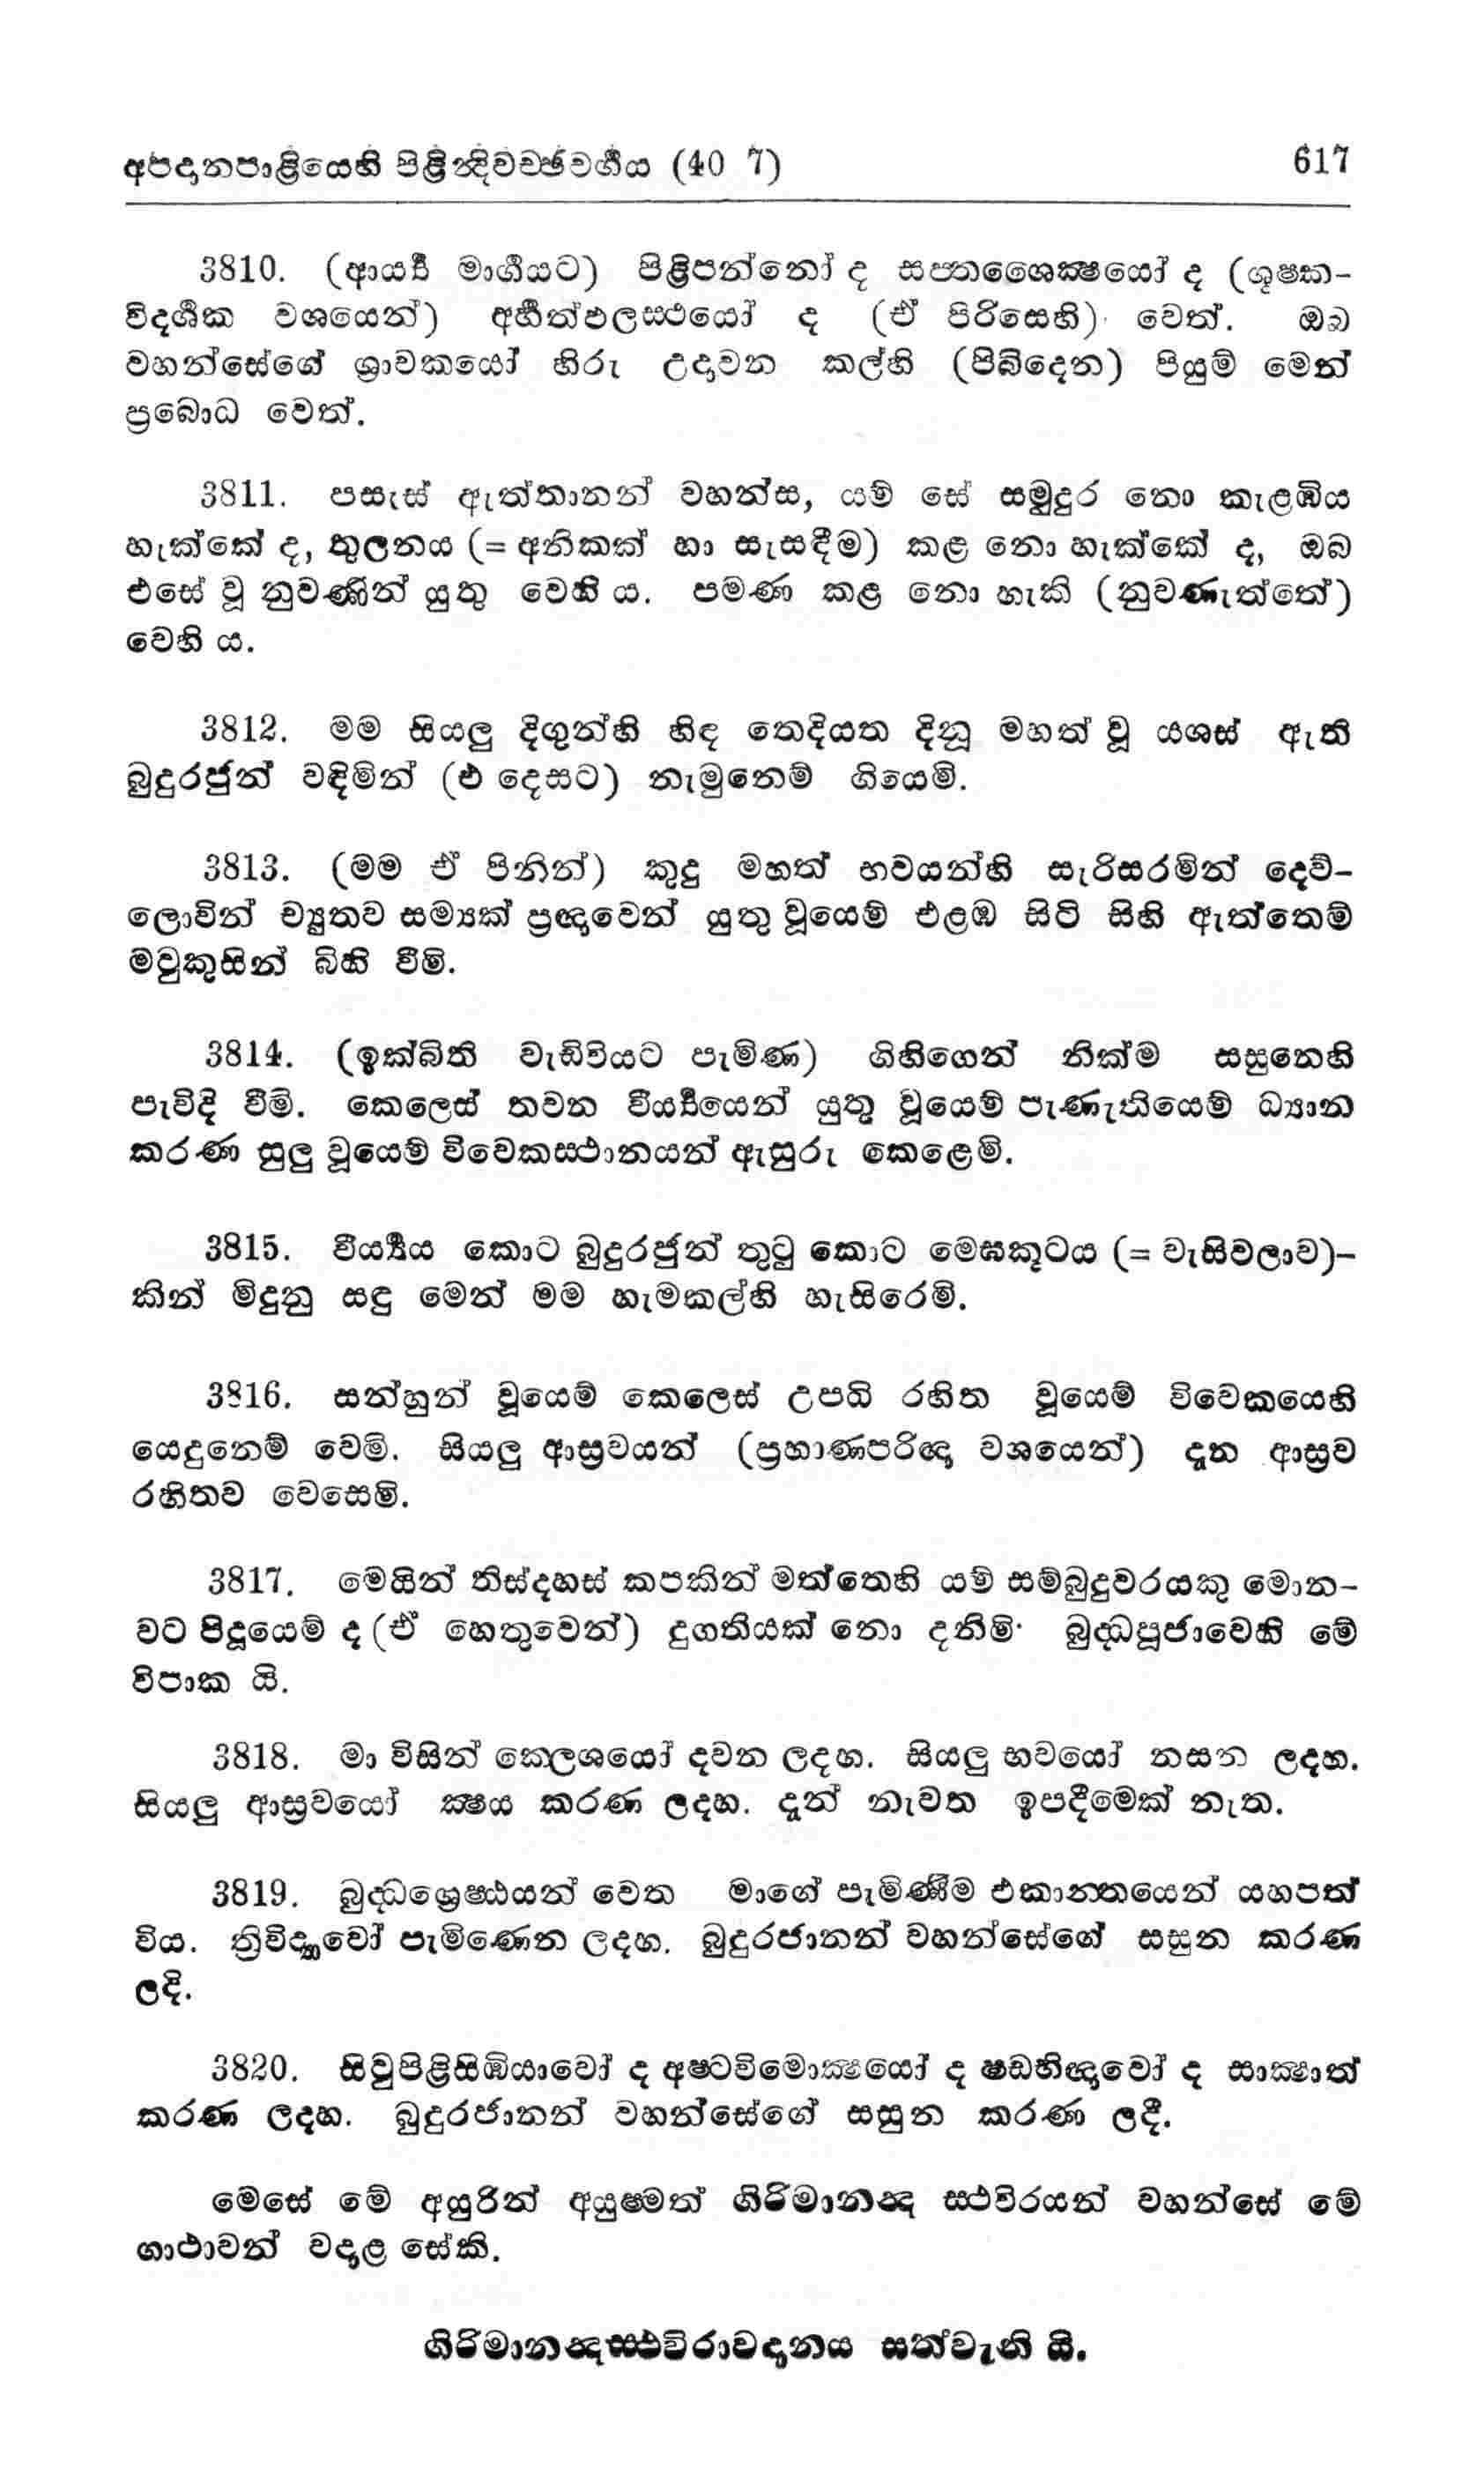 අපදානපාළියෙහි පිළින්‍දිවච්ඡවර්‍ගය (40 7) 617
3810. (ආර්‍ය්‍ය මාර්‍ගයට) පිළිපන්නෝ ද සප්තශෛක්‍ෂයෝ ද (ශුෂ්ක-
විදර්‍ශක වශයෙන්) අර්‍හත්ඵලස්ථයෝ ද (ඒ පිරිසෙහි) වෙත්. ඔබ
වහන්සේගේ ශ්‍රාවකයෝ හිරු උදාවන කල්හි (පිබිදෙන) පියුම් මෙන්
ප්‍රබොධ වෙත්.
3811. පසැස් ඇත්තානන් වහන්ස, යම් සේ සමුදුර නො කැළඹිය
හැක්කේ ද, තුලනය (= අනිකක් හා සැසඳීම) කළ නො හැක්කේ ද, ඔබ
එසේ වූ නුවණින් යුතු වෙහි ය. පමණ කළ නො හැකි (නුවණැත්තේ)
වෙහි ය.
3812. මම සියලු දිගුන්හි හිඳ තෙදියත දිනූ මහත් වූ යශස් ඇති
බුදුරජුන් වඳිමින් (එ දෙසට) නැමුනෙම් ගියෙමි.
3813. (මම ඒ පිනින්) කුදු මහත් භවයන්හි සැරිසරමින් දෙව්-
ලොවින් ච්‍යුතව සම්‍යක් ප්‍රඥාවෙන් යුතු වූයෙම් එළඹ සිටි සිහි ඇත්තෙම්
මවුකුසින් බිහි වීමි.
3814. (ඉක්බිති වැඩිවියට පැමිණ) ගිහිගෙන් නික්ම සසුනෙහි
පැවිදි වීමි. කෙලෙස් තවන වීර්‍ය්‍යයෙන් යුතු වූයෙම් පැණැතියෙම් ධ්‍යාන
කරණ සුලු වූයෙම් විවෙකස්ථානයන් ඇසුරු කෙළෙමි.
3815. වීර්‍ය්‍යය කොට බුදුරජුන් තුටු කොට මෙඝකූටය (= වැසිවලාව)-
කින් මිදුනු සඳු මෙන් මම හැමකල්හි හැසිරෙමි.
3816. සන්හුන් වූයෙම් කෙලෙස් උපධි රහිත වූයෙම් විවෙකයෙහි
යෙදුනෙම් වෙමි. සියලු ආස්‍රවයන් (ප්‍රහාණපරිඥා වශයෙන්) දැන ආස්‍රව
රහිතව වෙසෙමි.
3817. මෙයින් තිස්දහස් කපකින් මත්තෙහි යම් සම්බුදුවරයකු මොන-
වට පිදූයෙම් ද (ඒ හෙතුවෙන්) දුගතියක් නො දනිමි. බුද්ධපූජාවෙහි මේ
විපාක යි.
3818. මා විසින් ක්ලෙශයෝ දවන ලදහ. සියලු භවයෝ නසන ලදහ.
සියලු ආස්‍රවයෝ ක්‍ෂය කරණ ලදහ. දැන් නැවත ඉපදීමෙක් නැත.
3819. බුද්ධශ්‍රෙෂ්ඨයන් වෙත මාගේ පැමිණීම එකාන්තයෙන් යහපත්
විය. ත්‍රිවිද්‍යාවෝ පැමිණෙන ලදහ. බුදුරජානන් වහන්සේගේ සසුන කරණ
ලදි.
3820. සිවුපිළිසිඹියාවෝ ද අෂ්ටවිමොක්‍ෂයෝ ද ෂඩභිඥාවෝ ද සාක්‍ෂාත්
කරණ ලදහ. බුදුරජානන් වහන්සේගේ සසුන කරණ ලදී.
මෙසේ මේ අයුරින් අයුෂ්මත් ගිරිමානන්‍ද ස්ථවිරයන් වහන්සේ මේ
ගාථාවන් වදාළ සේකි.
ගිරිමානන්‍දස්ථවිරාවදානය සත්වැනි යි.